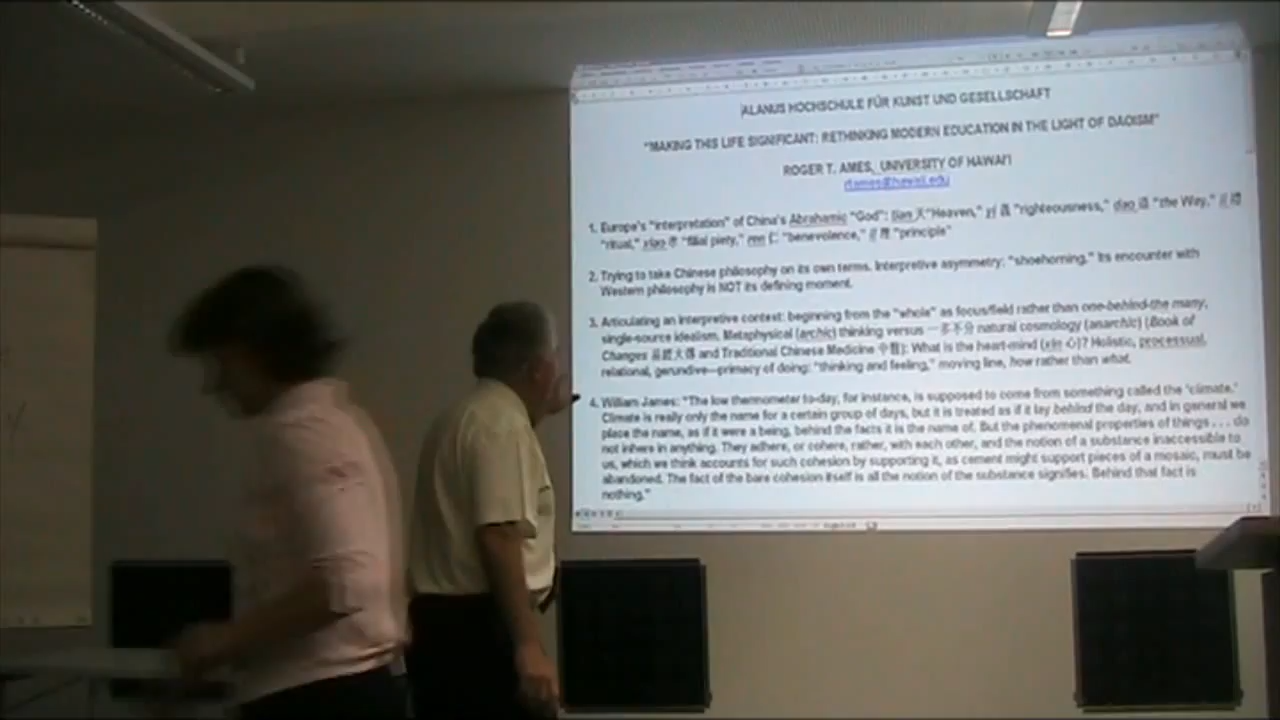 ALANUS HOCHSCHULE FÜR KUNST UND GESELLSCHAFT
"MAKING THIS LIFE SIGNIFICANT: RETHINKING MODERN EDUCATION IN THE LIGHT OF DAOISM"
ROGER T. AMES, UNIVERSITY OF HAWAI'I
rtames@hawaii.edu
1. Europe's "interpretation" of China's Abrahamic "God": tian 天 "Heaven," yi 義 "righteousness," dao 道 "the Way," li 禮
"ritual," xiao 孝 "filial piety," ren 仁 "benevolence," li 理 "principle"
2. Trying to take Chinese philosophy on its own terms. Interpretive asymmetry: "shoehorning." Its encounter with
Western philosophy is NOT its defining moment.
3. Articulating an interpretive context: beginning from the "whole" as focus/field rather than one-behind-the many,
single-source idealism. Metaphysical (archic) thinking versus 一多不分 natural cosmology (anarchic) (Book of
Changes 易經大傳 and Traditional Chinese Medicine 中醫): What is the heart-mind (xin 心)? Holistic, processual,
relational, gerundive—primacy of doing: "thinking and feeling," moving line, how rather than what.
4. William James: "The low thermometer to-day, for instance, is supposed to come from something called the 'climate.'
Climate is really only the name for a certain group of days, but it is treated as if it lay behind the day, and in general we
place the name, as if it were a being, behind the facts it is the name of. But the phenomenal properties of things . . . do
not inhere in anything. They adhere, or cohere, rather, with each other, and the notion of a substance inaccessible to
us, which we think accounts for such cohesion by supporting it, as cement might support pieces of a mosaic, must be
abandoned. The fact of the bare cohesion itself is all the notion of the substance signifies. Behind that fact is
nothing."